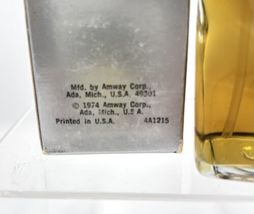 Mfd. by Amway Corp.,
Ada, Mich., U.S.A. 49301
© 1974 Amway Corp.,
Ada, Mich., U.S A.
Printed in U.S.A. 4A1215